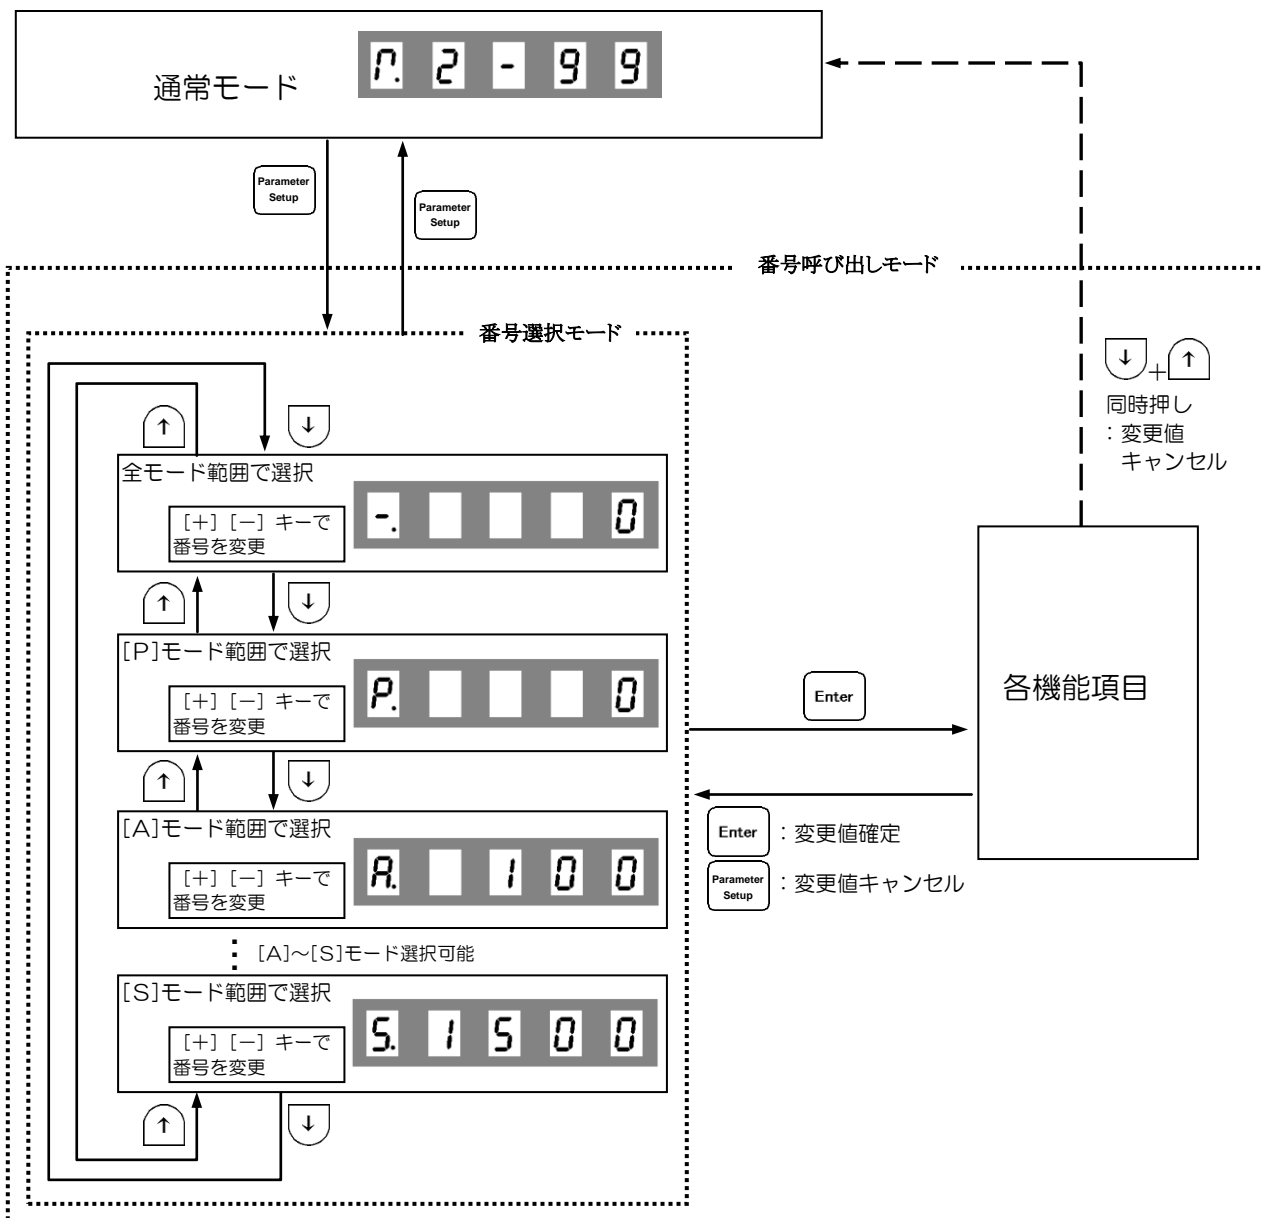 通常モード
Π. 2 - 9 9
Parameter
Setup
Parameter
Setup
番号呼び出しモード
番号選択モード
↓+↑
同時押し
：変更値
キャンセル
↑ ↓
全モード範囲で選択
[＋] [－] キーで
番号を変更
-. 0
↑ ↓
[P]モード範囲で選択
[＋] [－] キーで
番号を変更
P. 0
↑ ↓
[A]モード範囲で選択
[＋] [－] キーで
番号を変更
A. 1 0 0
[A]～[S]モード選択可能
[S]モード範囲で選択
[＋] [－] キーで
番号を変更
S. 1 5 0 0
↑ ↓
Enter
各機能項目
Enter ：変更値確定
Parameter
Setup
：変更値キャンセル